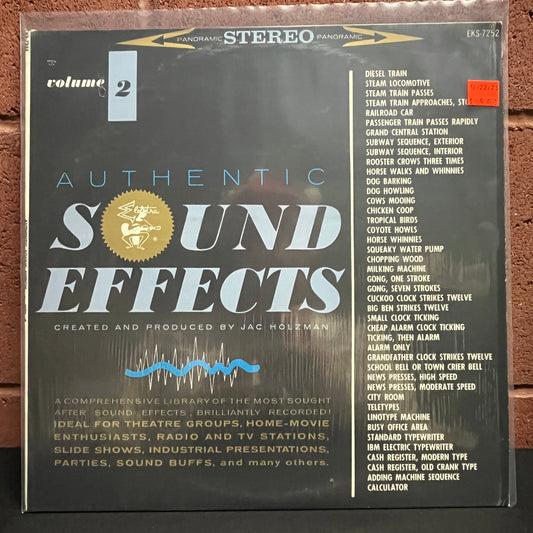 PANORAMIC STEREO PANORAMIC
EKS-7252
volume 2
AUTHENTIC
SOUND
EFFECTS
CREATED AND PRODUCED BY JAC HOLZMAN
A COMPREHENSIVE LIBRARY OF THE MOST SOUGHT
AFTER SOUND EFFECTS, BRILLIANTLY RECORDED!
IDEAL FOR THEATRE GROUPS, HOME-MOVIE
ENTHUSIASTS, RADIO AND TV STATIONS,
SLIDE SHOWS, INDUSTRIAL PRESENTATIONS,
PARTIES, SOUND BUFFS, and many others.
DIESEL TRAIN
STEAM LOCOMOTIVE
STEAM TRAIN PASSES
STEAM TRAIN APPROACHES,
RAILROAD CAR
PASSENGER TRAIN PASSES RAPIDLY
GRAND CENTRAL STATION
SUBWAY SEQUENCE, EXTERIOR
SUBWAY SEQUENCE, INTERIOR
ROOSTER CROWS THREE TIMES
HORSE WALKS AND WHINNIES
DOG BARKING
DOG HOWLING
COWS MOOING
CHICKEN COOP
TROPICAL BIRDS
COYOTE HOWLS
HORSE WHINNIES
SQUEAKY WATER PUMP
CHOPPING WOOD
MILKING MACHINE
GONG, ONE STROKE
GONG, SEVEN STROKES
CUCKOO CLOCK STRIKES TWELVE
BIG BEN STRIKES TWELVE
SMALL CLOCK TICKING
CHEAP ALARM CLOCK TICKING
TICKING, THEN ALARM
ALARM ONLY
GRANDFATHER CLOCK STRIKES TWELVE
SCHOOL BELL OR TOWN CRIER BELL
NEWS PRESSES, HIGH SPEED
NEWS PRESSES, MODERATE SPEED
CITY ROOM
TELETYPES
LINOTYPE MACHINE
BUSY OFFICE AREA
STANDARD TYPEWRITER
IBM ELECTRIC TYPEWRITER
CASH REGISTER, MODERN TYPE
CASH REGISTER, OLD CRANK TYPE
ADDING MACHINE SEQUENCE
CALCULATOR